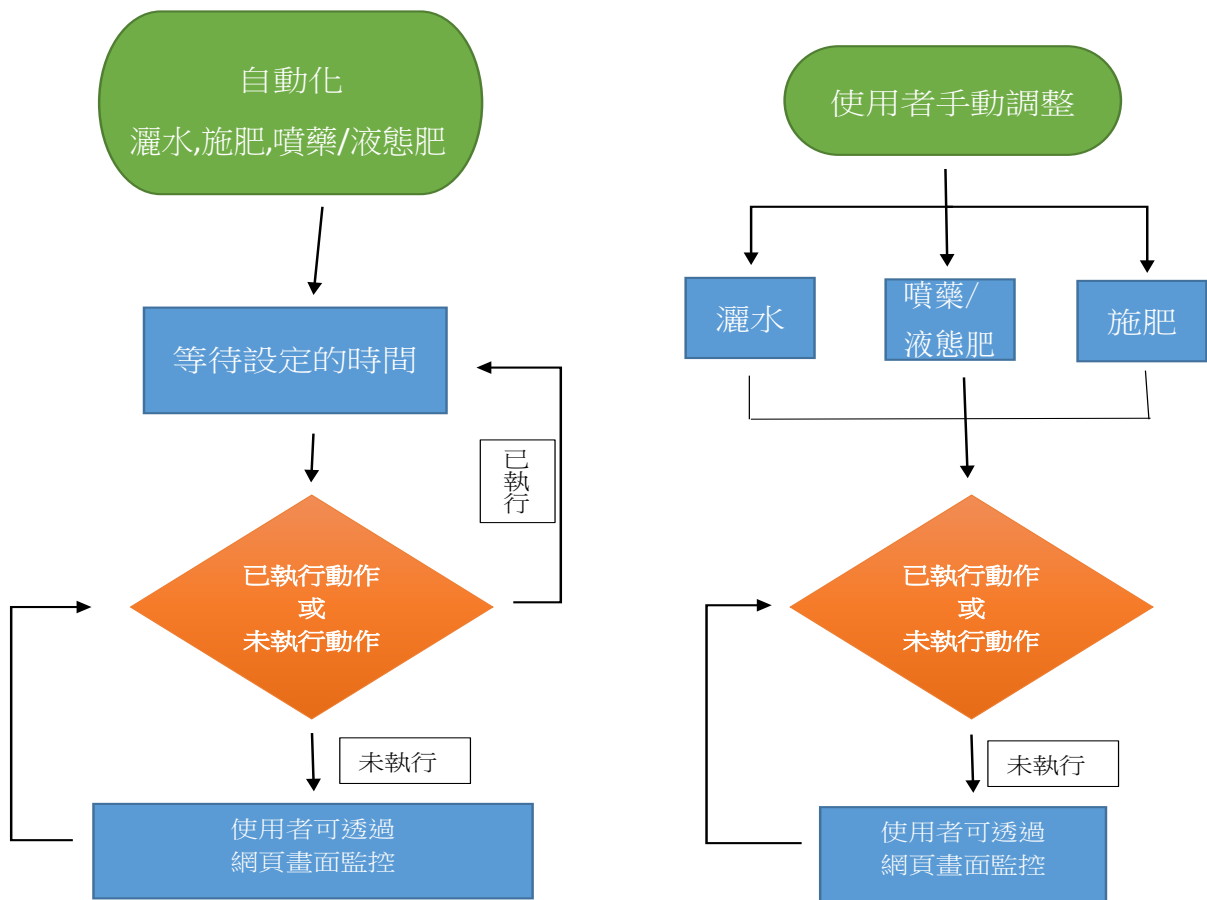 自動化
灑水,施肥,噴藥/液態肥
等待設定的時間
已
執
行
已執行動作
或
未執行動作
未執行
使用者可透過
網頁畫面監控
使用者手動調整
灑水
噴藥/
液態肥
施肥
已執行動作
或
未執行動作
未執行
使用者可透過
網頁畫面監控